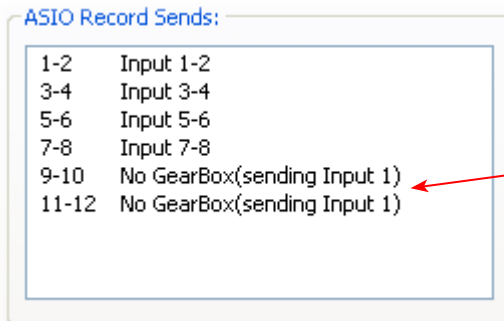 ASIO Record Sends:
1-2 Input 1-2
3-4 Input 3-4
5-6 Input 5-6
7-8 Input 7-8
9-10 No GearBox(sending Input 1)
11-12 No GearBox(sending Input 1)